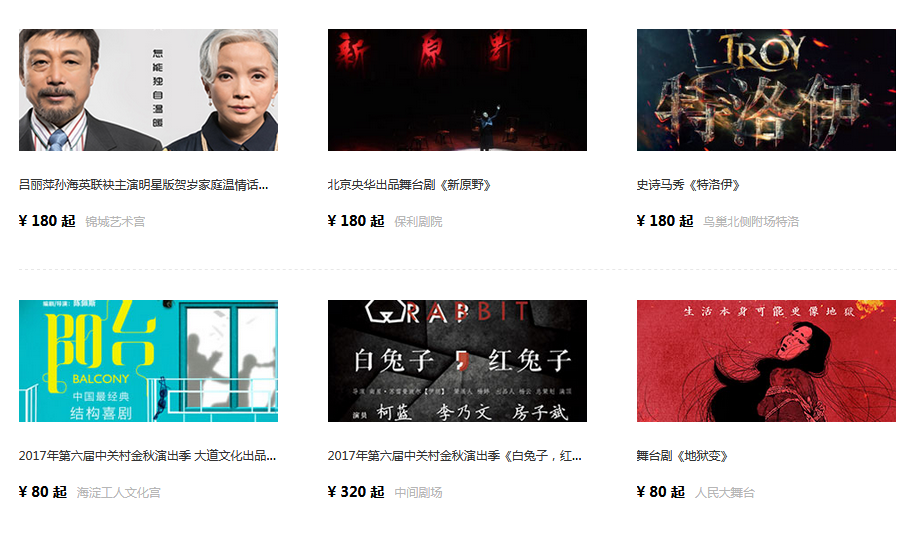 怎能独自温暖
新原野
TROY
特洛伊
吕丽萍孙海英联袂主演明星版贺岁家庭温情话...
北京央华出品舞台剧《新原野》
史诗马秀《特洛伊》
¥ 180 起 锦城艺术宫
¥ 180 起 保利剧院
¥ 180 起 鸟巢北侧附场特洛
阳台
BALCONY
中国最经典
结构喜剧
RABBIT
白兔子，红兔子
演员 柯蓝 李乃文 房子斌
生活本身可能更像地狱
2017年第六届中关村金秋演出季 大道文化出品...
2017年第六届中关村金秋演出季《白兔子，红...
舞台剧《地狱变》
¥ 80 起 海淀工人文化宫
¥ 320 起 中间剧场
¥ 80 起 人民大舞台